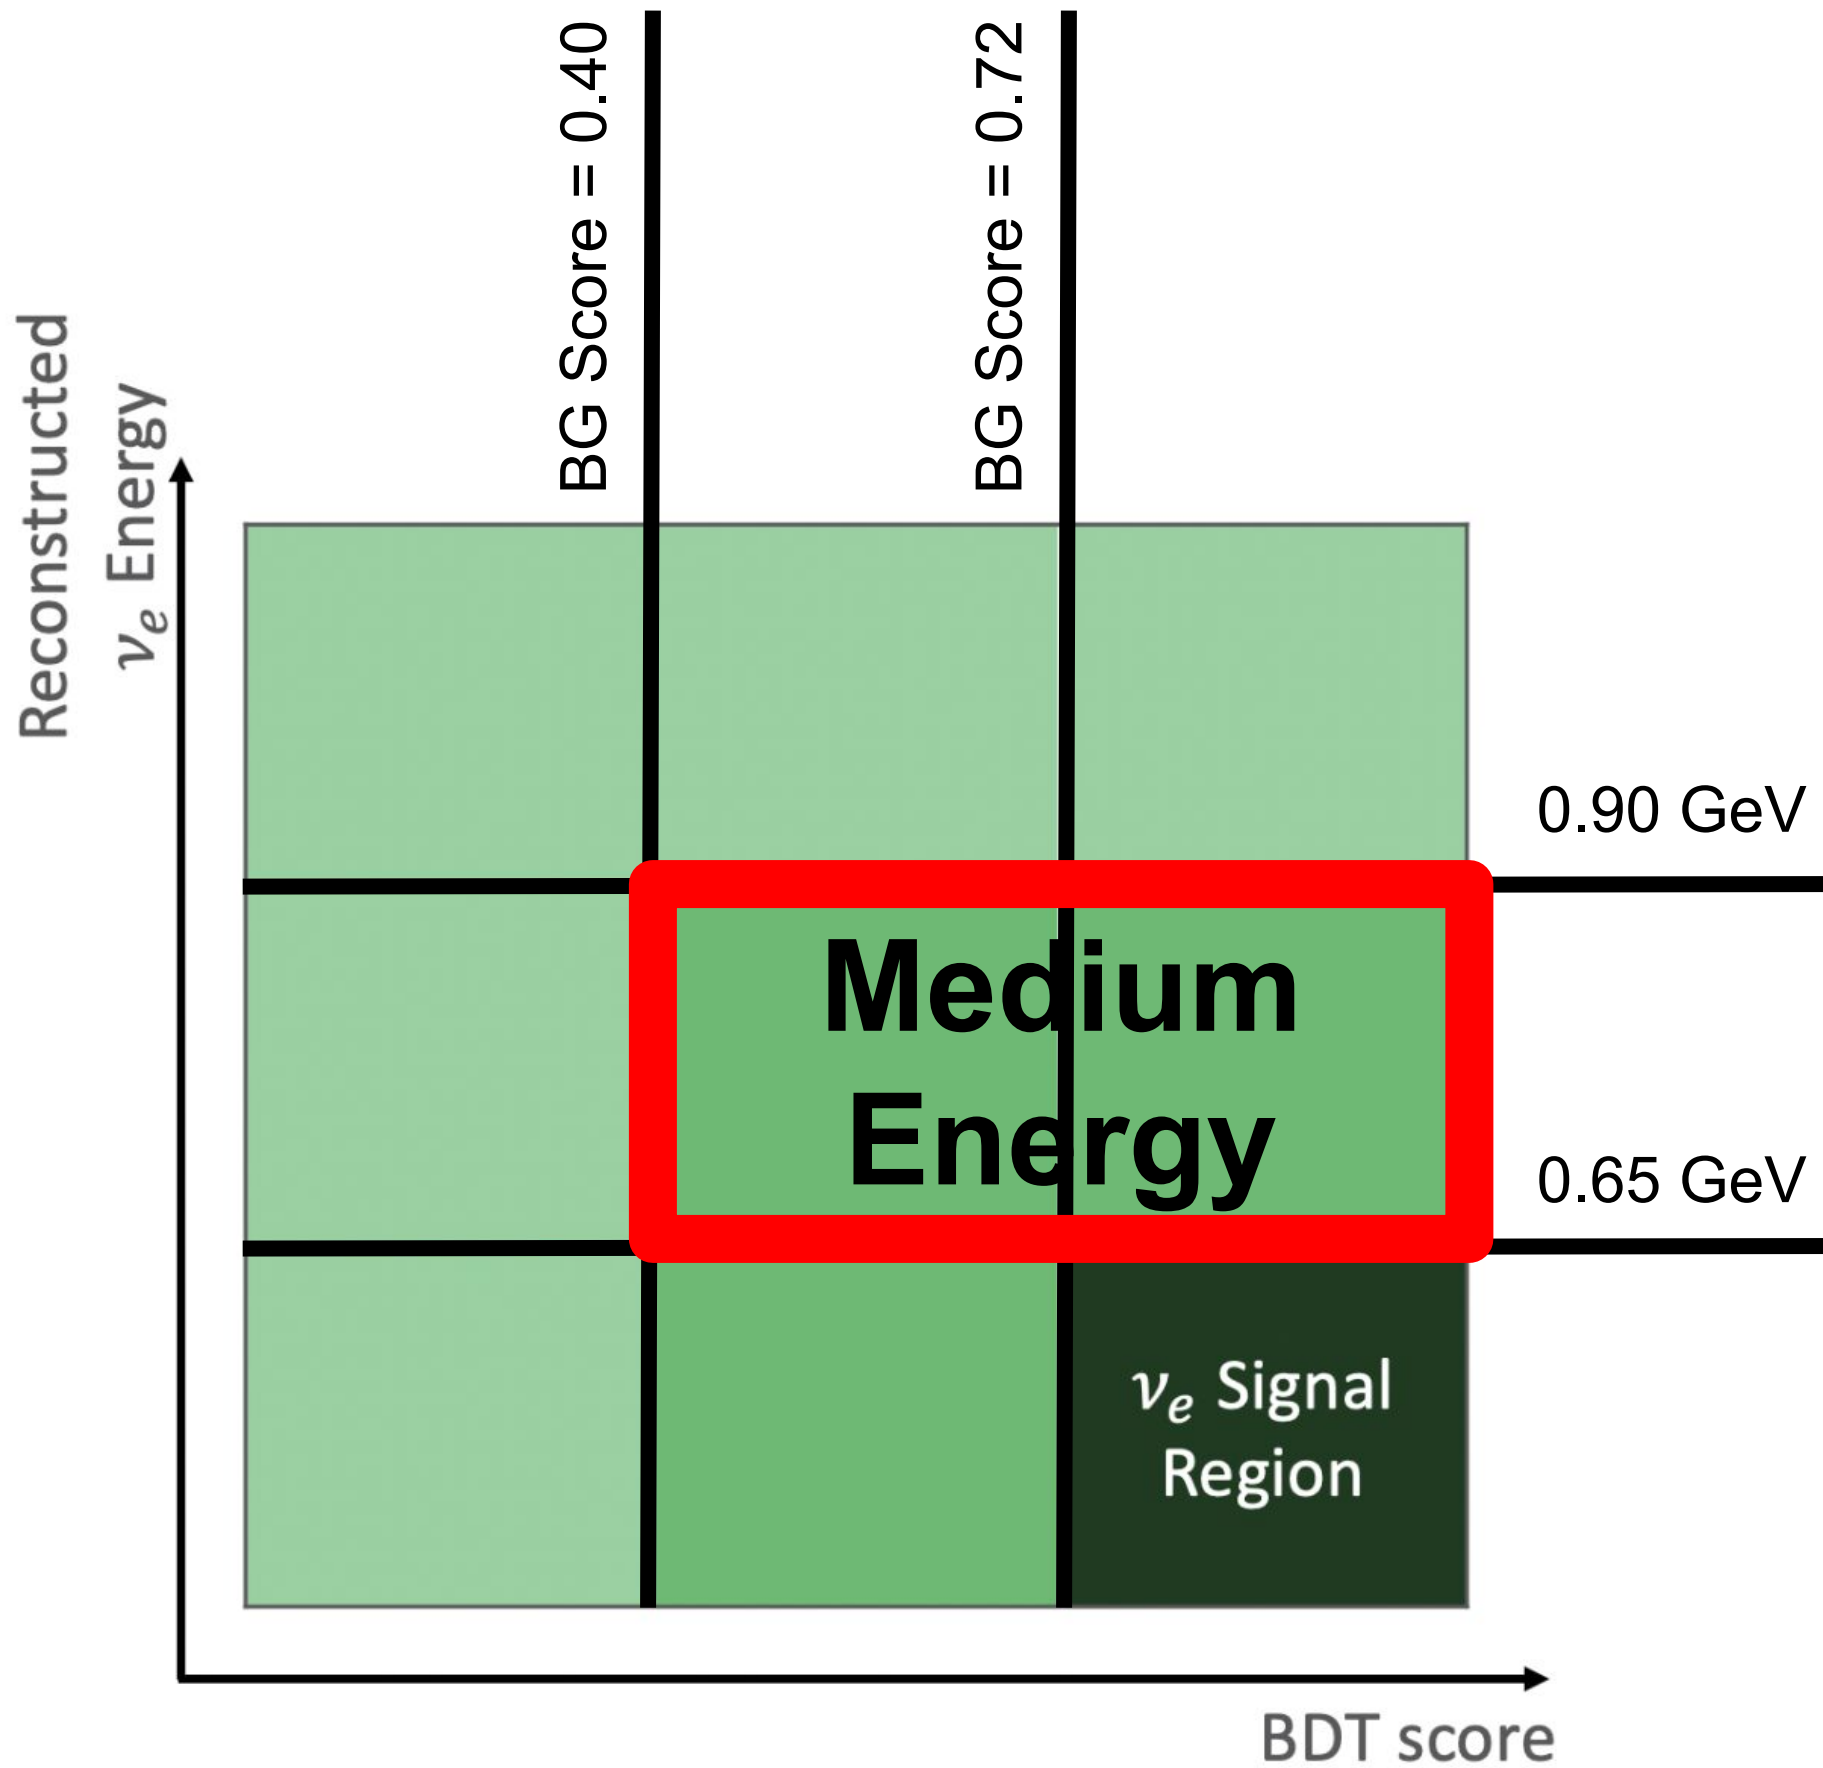 BG Score = 0.40
BG Score = 0.72
Reconstructed
νₑ Energy
0.90 GeV
Medium
Energy
0.65 GeV
νₑ Signal
Region
BDT score